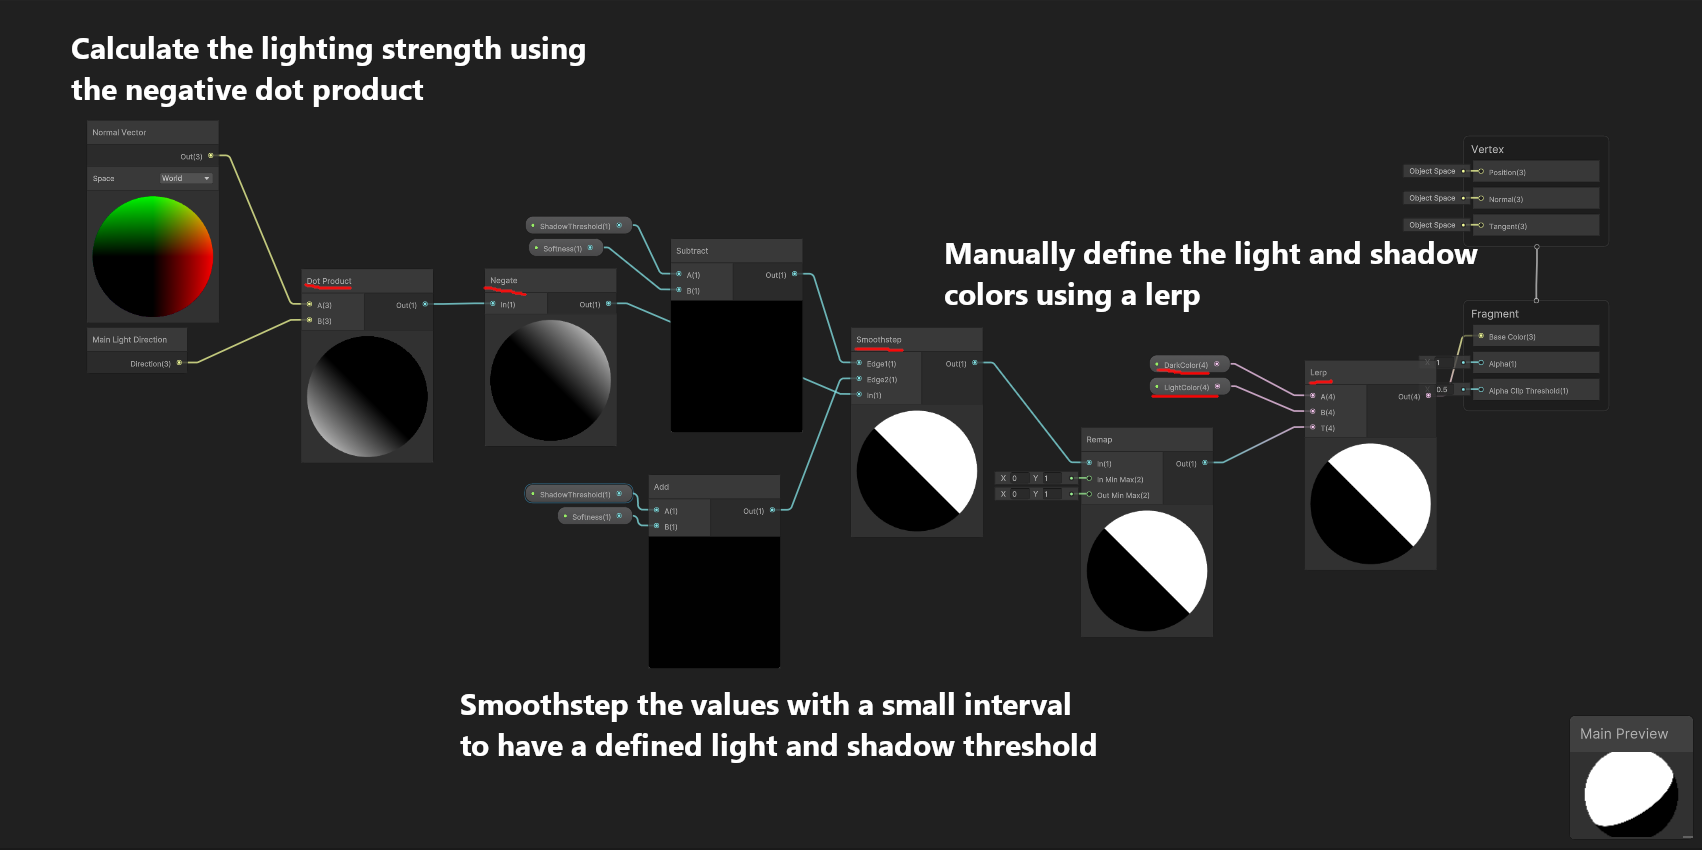 Calculate the lighting strength using
the negative dot product
Normal Vector
Out(3)
Space World
Main Light Direction
Direction(3)
Dot Product
A(3) Out(1)
B(3)
Negate
In(1) Out(1)
ShadowThreshold(1)
Softness(1)
Subtract
A(1) Out(1)
B(1)
ShadowThreshold(1)
Softness(1)
Add
A(1) Out(1)
B(1)
Smoothstep the values with a small interval
to have a defined light and shadow threshold
Smoothstep
Edge1(1) Out(1)
Edge2(1)
In(1)
Manually define the light and shadow
colors using a lerp
Remap
In(1) Out(1)
X 0 Y 1 In Min Max(2)
X 0 Y 1 Out Min Max(2)
DarkColor(4)
LightColor(4)
Lerp
A(4) Out(4)
B(4)
T(4)
Vertex
Object Space Position(3)
Object Space Normal(3)
Object Space Tangent(3)
Fragment
Base Color(3)
X 1 Alpha(1)
X 0.5 Alpha Clip Threshold(1)
Main Preview